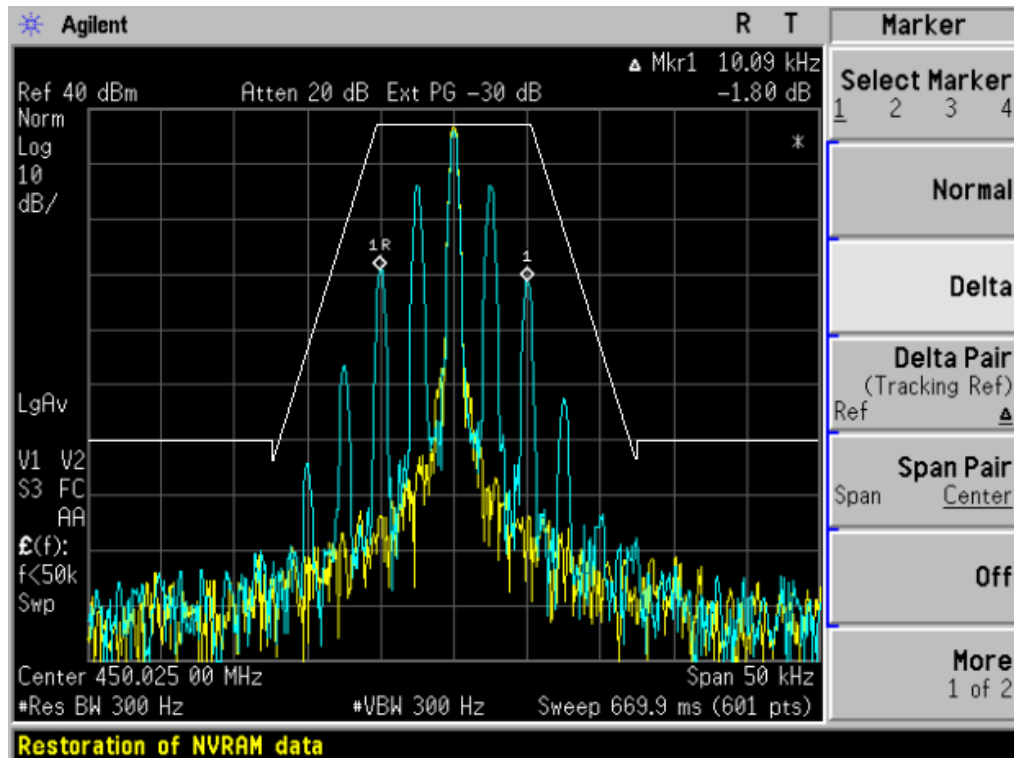 Agilent R T
Marker
Δ Mkr1 10.09 kHz
Ref 40 dBm Atten 20 dB Ext PG -30 dB -1.80 dB
Norm
Log
10
dB/
*
1R
1
LgAv
V1 V2
S3 FC
AA
£(f):
f<50k
Swp
Center 450.025 00 MHz Span 50 kHz
#Res BW 300 Hz #VBW 300 Hz Sweep 669.9 ms (601 pts)
Restoration of NVRAM data
Select Marker
1 2 3 4
Normal
Delta
Delta Pair
(Tracking Ref)
Ref Δ
Span Pair
Span Center
Off
More
1 of 2